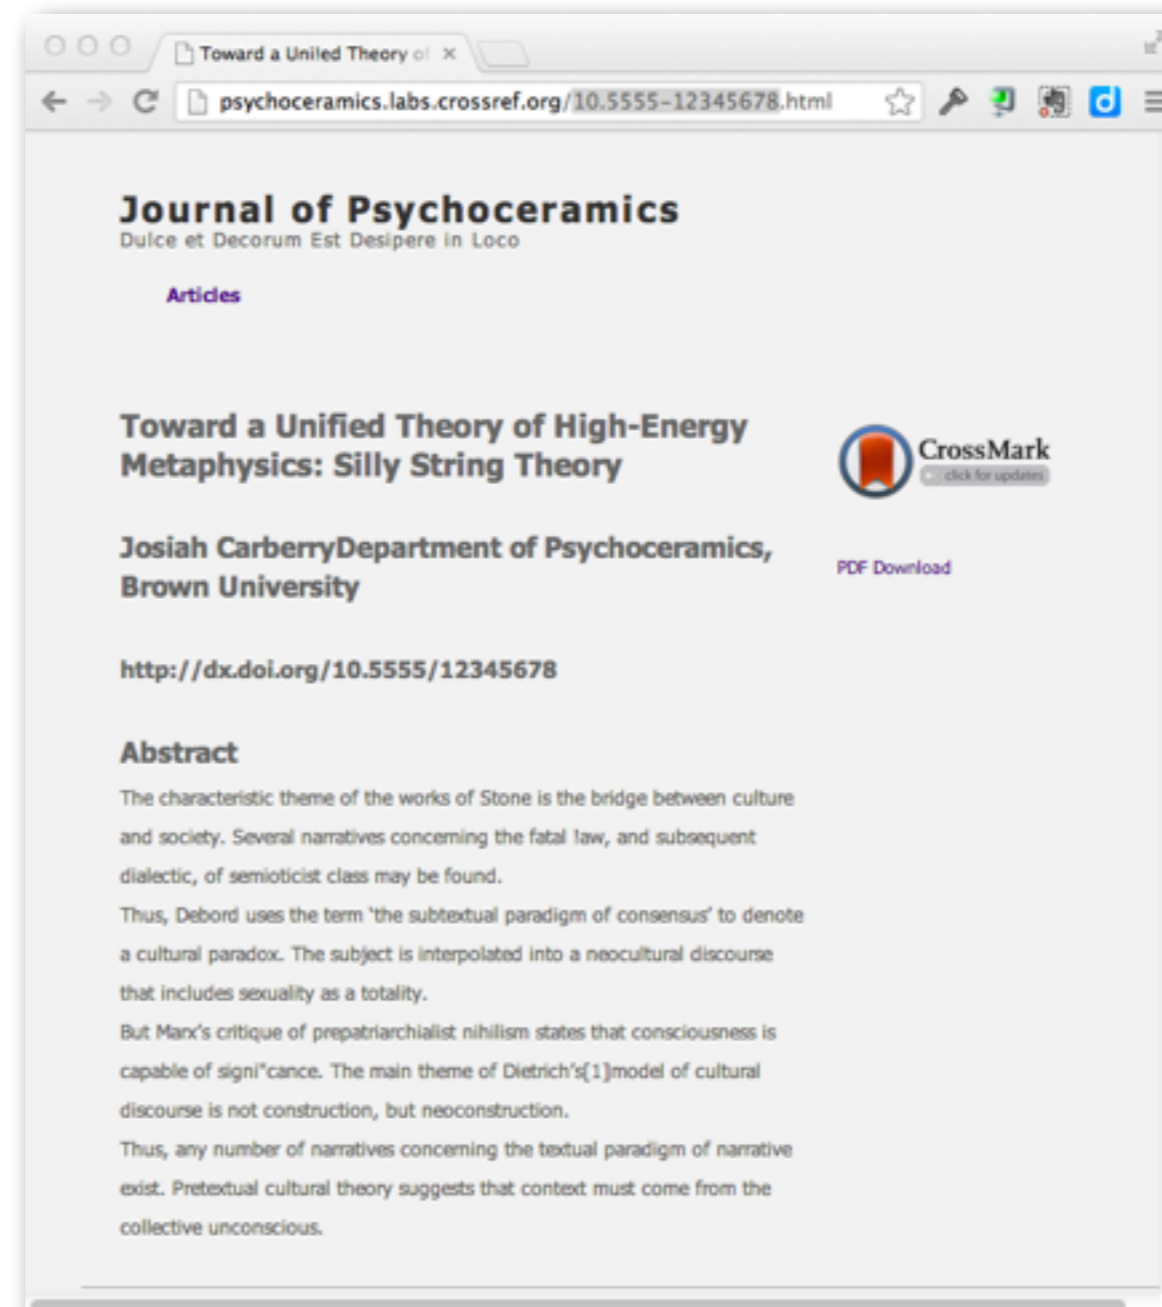 Toward a Uniled Theory of
psychoceramics.labs.crossref.org/10.5555-12345678.html
Journal of Psychoceramics
Dulce et Decorum Est Desipere in Loco
Articles
Toward a Unified Theory of High-Energy
Metaphysics: Silly String Theory
CrossMark
click for updates
Josiah CarberryDepartment of Psychoceramics,
Brown University
PDF Download
http://dx.doi.org/10.5555/12345678
Abstract
The characteristic theme of the works of Stone is the bridge between culture
and society. Several narratives concerning the fatal !aw, and subsequent
dialectic, of semioticist class may be found.
Thus, Debord uses the term ‘the subtextual paradigm of consensus’ to denote
a cultural paradox. The subject is interpolated into a neocultural discourse
that includes sexuality as a totality.
But Marx’s critique of prepatriarchialist nihilism states that consciousness is
capable of signi"cance. The main theme of Dietrich’s[1]model of cultural
discourse is not construction, but neoconstruction.
Thus, any number of narratives concerning the textual paradigm of narrative
exist. Pretextual cultural theory suggests that context must come from the
collective unconscious.